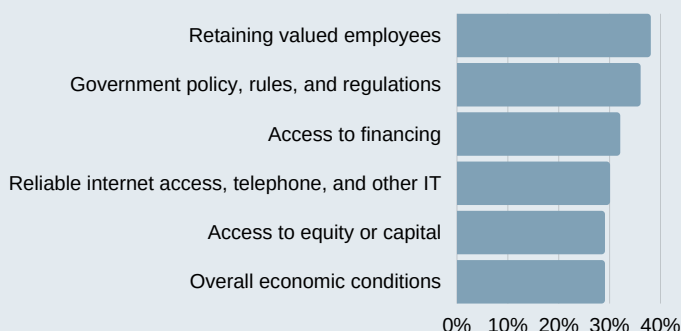 Retaining valued employees
Government policy, rules, and regulations
Access to financing
Reliable internet access, telephone, and other IT
Access to equity or capital
Overall economic conditions
0% 10% 20% 30% 40%